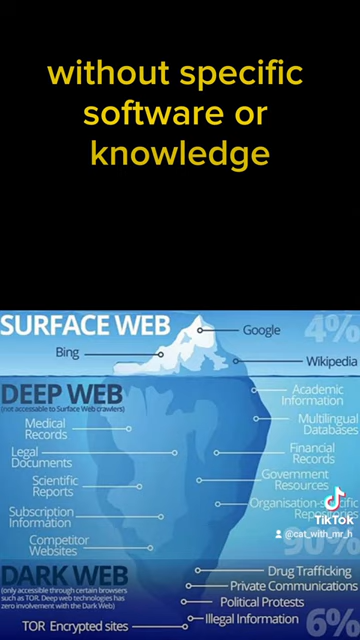 without specific
software or
knowledge
SURFACE WEB
4%
Google
Bing
Wikipedia
DEEP WEB
(not accessable to Surface Web crawlers)
Academic
Information
Medical
Records
Multilingual
Databases
Legal
Documents
Financial
Records
Scientific
Reports
Government
Resources
Subscription
Information
Organisation-specific
Repositories
TikTok
@cat_with_mr_h
Competitor
Websites
90%
DARK WEB
(only accessible through certain browsers
such as TOR. Deep web technologies has
zero involvement with the Dark Web)
Drug Trafficking
Private Communications
Political Protests
Illegal Information
TOR Encrypted sites
6%